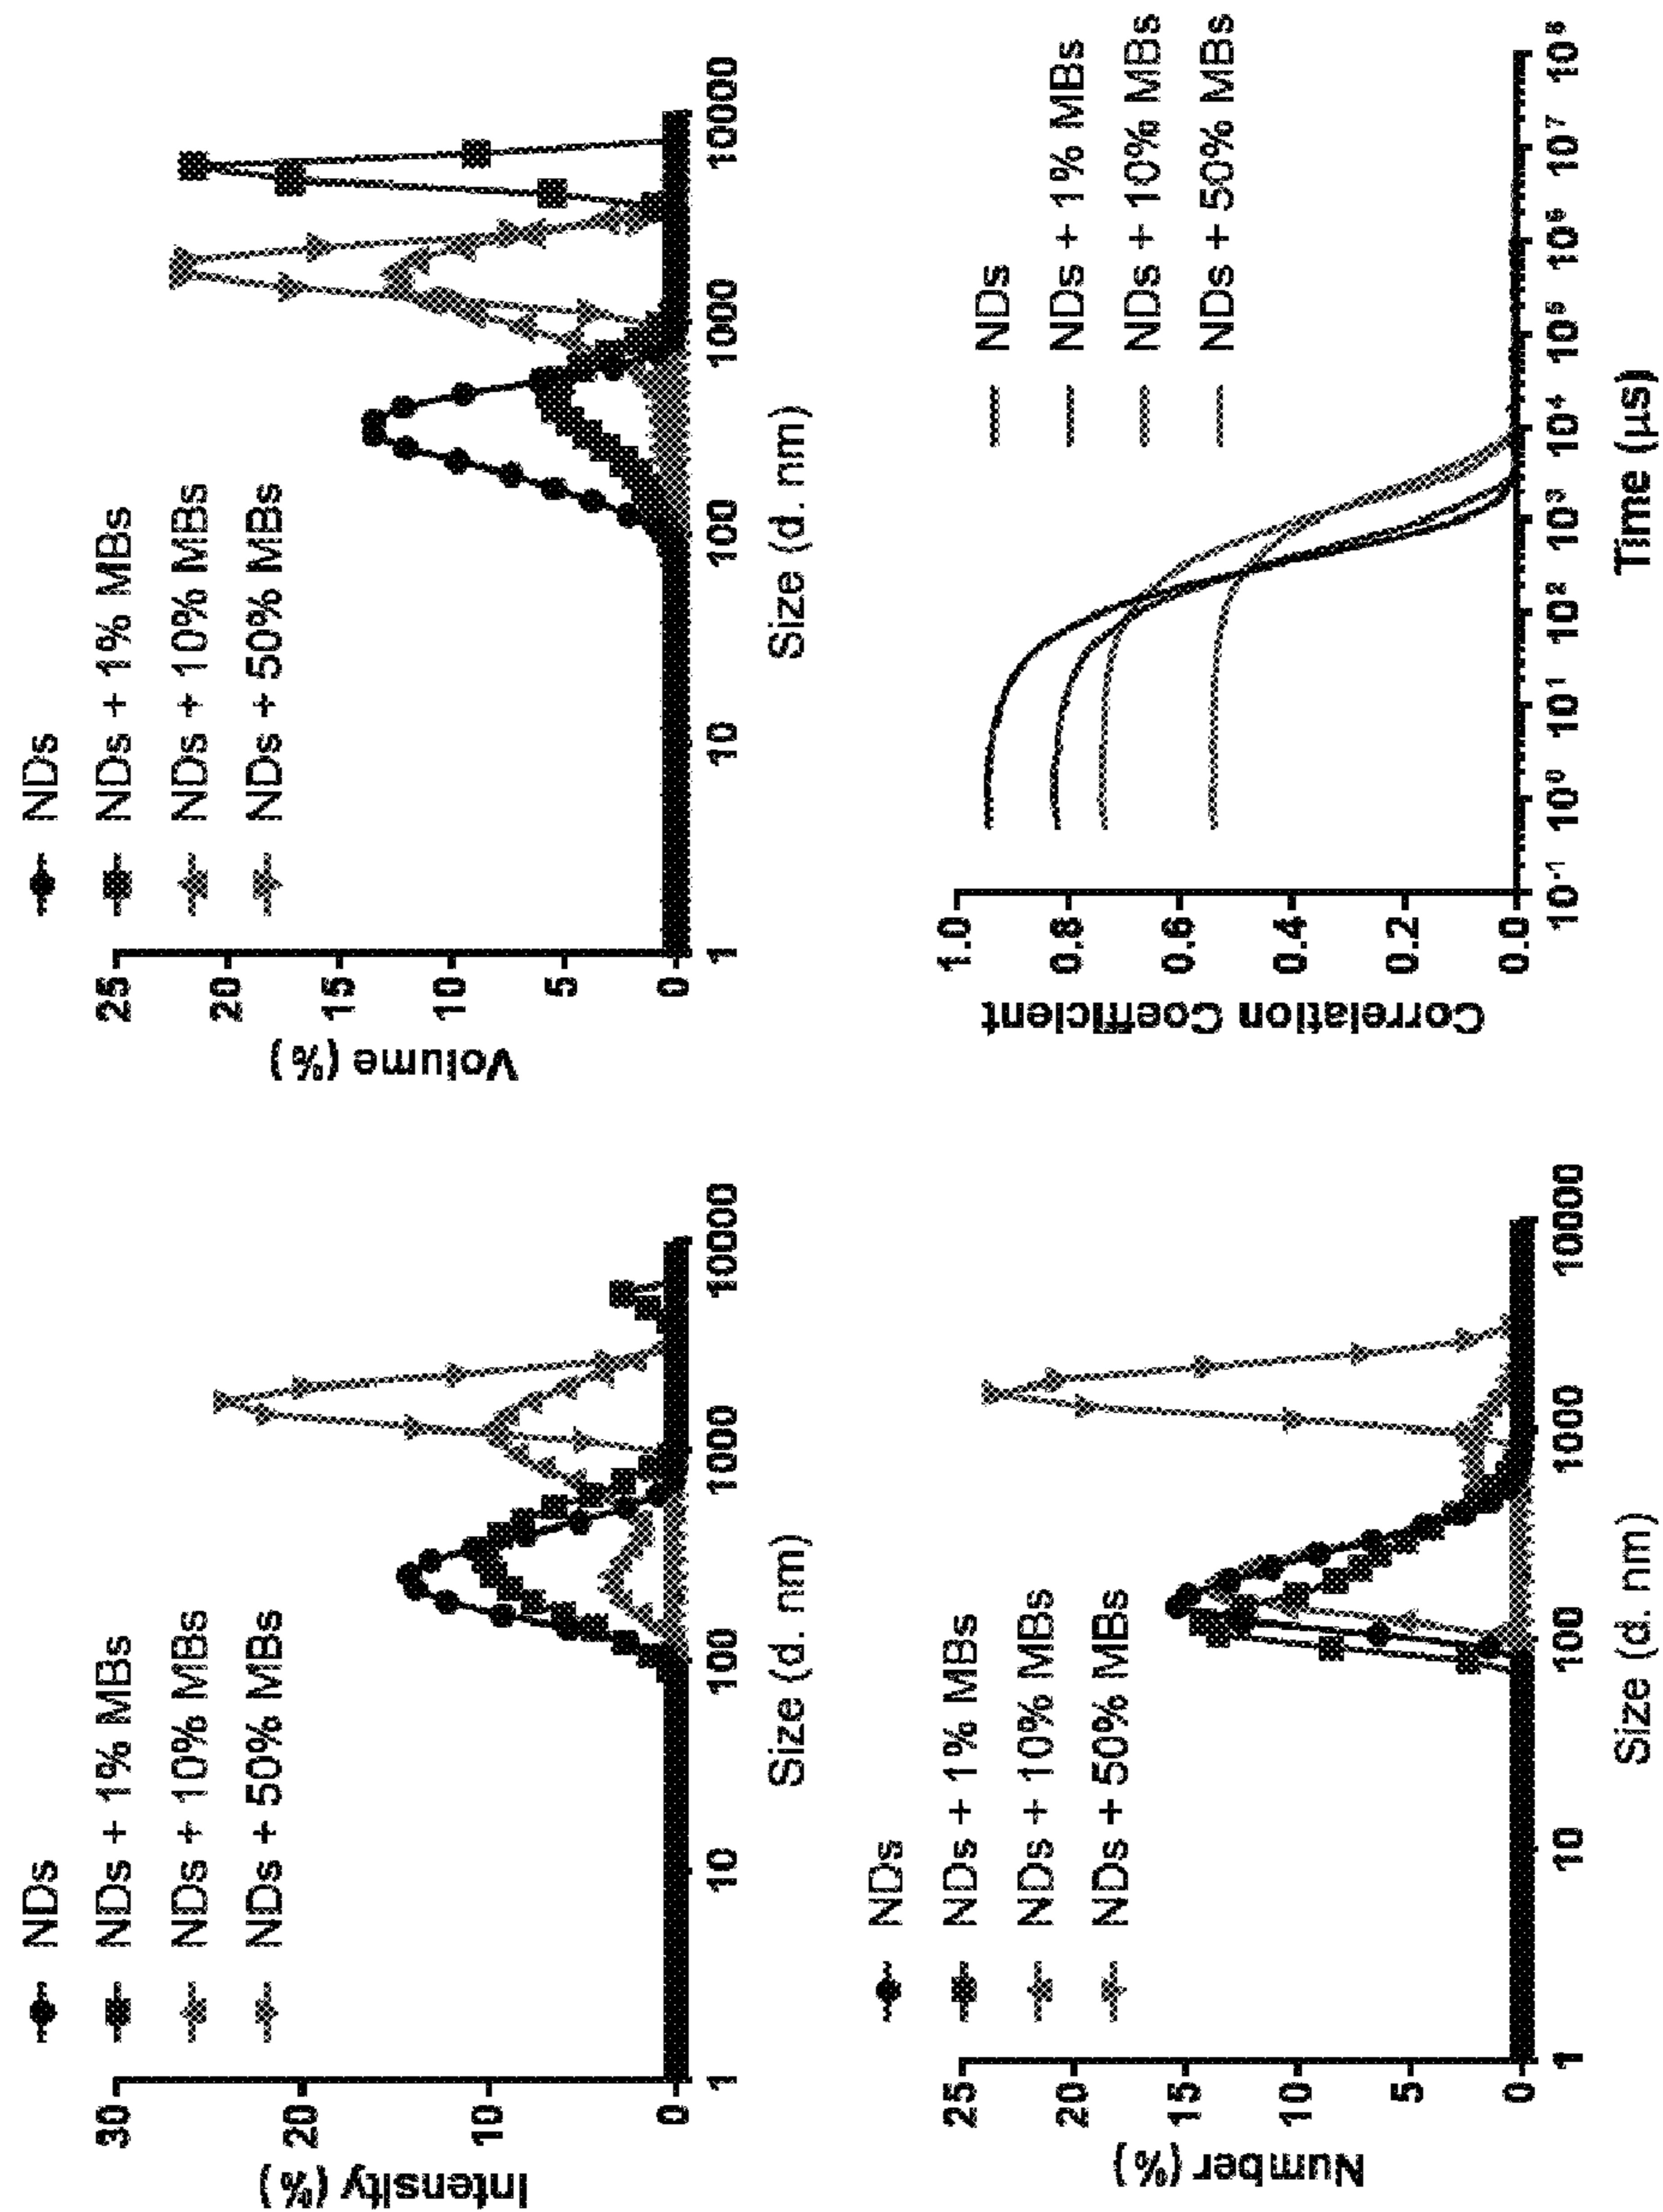 NDs
NDs + 1% MBs
NDs + 10% MBs
NDs + 50% MBs
Intensity (%)
30
20
10
0
1
10
100
1000
10000
Size (d. nm)
NDs
NDs + 1% MBs
NDs + 10% MBs
NDs + 50% MBs
Volume (%)
25
20
15
10
5
0
1
10
100
1000
10000
Size (d. nm)
NDs
NDs + 1% MBs
NDs + 10% MBs
NDs + 50% MBs
Number (%)
25
20
15
10
5
0
1
10
100
1000
10000
Size (d. nm)
NDs
NDs + 1% MBs
NDs + 10% MBs
NDs + 50% MBs
Correlation Coefficient
1.0
0.8
0.6
0.4
0.2
0.0
10⁻¹
10⁰
10¹
10²
10³
10⁴
10⁵
10⁶
10⁷
10⁸
Time (μs)